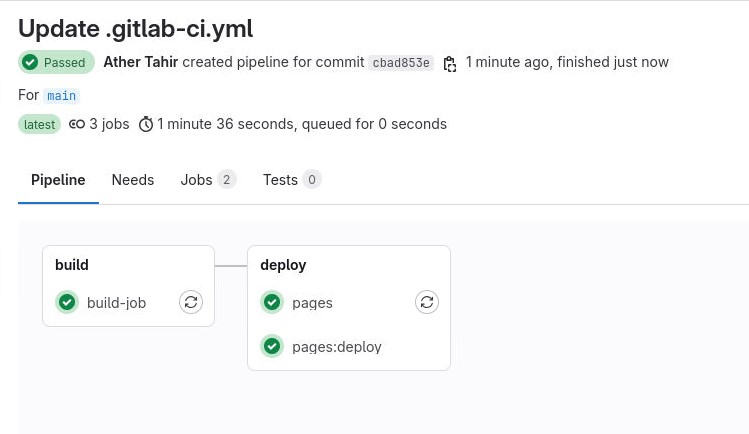 Update .gitlab-ci.yml
Passed Ather Tahir created pipeline for commit cbad853e 1 minute ago, finished just now
For main
latest 3 jobs 1 minute 36 seconds, queued for 0 seconds
Pipeline Needs Jobs 2 Tests 0
build
build-job
deploy
pages
pages:deploy